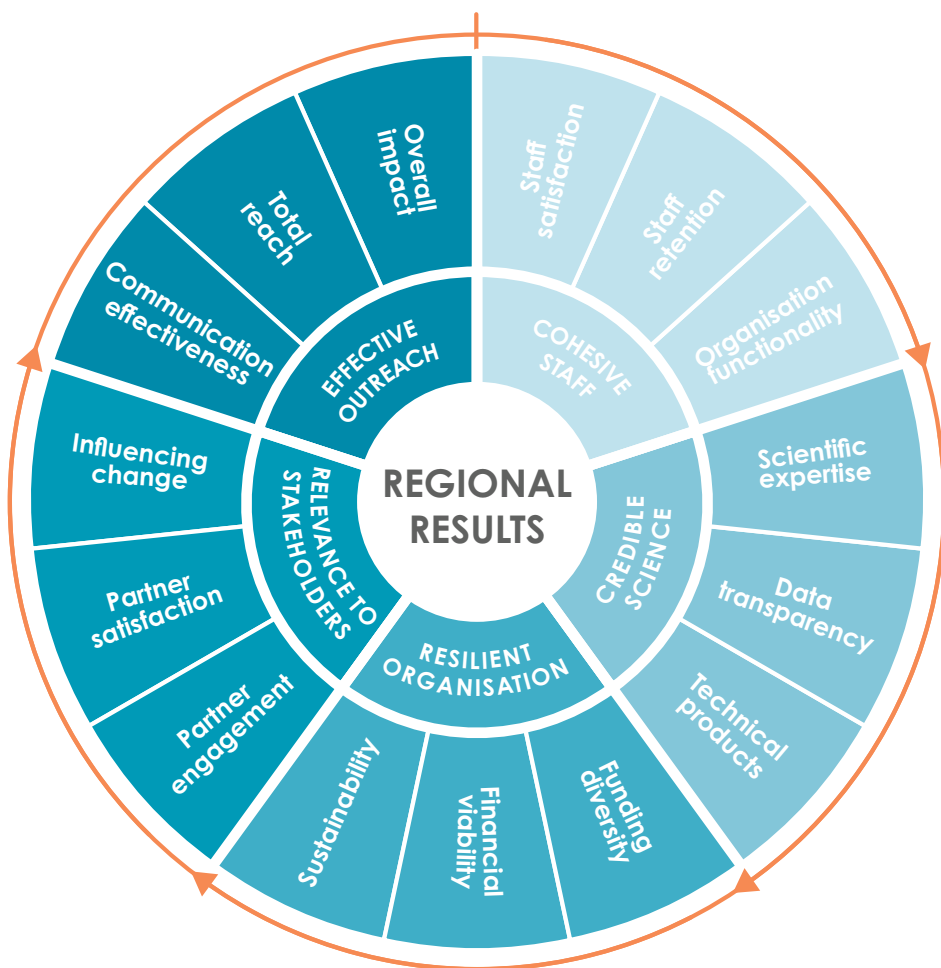 REGIONAL
RESULTS
COHESIVE
STAFF
Staff
satisfaction
Staff
retention
Organisation
functionality
CREDIBLE
SCIENCE
Scientific
expertise
Data
transparency
Technical
products
RESILIENT
ORGANISATION
Funding
diversity
Financial
viability
Sustainability
RELEVANCE TO
STAKEHOLDERS
Partner
engagement
Partner
satisfaction
Influencing
change
EFFECTIVE
OUTREACH
Communication
effectiveness
Total
reach
Overall
impact